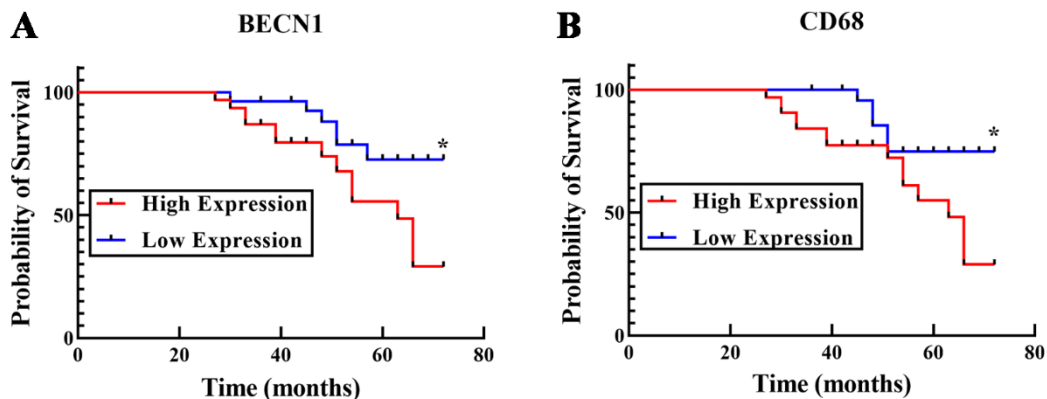 A
BECN1
Probability of Survival
100
50
0
High Expression
Low Expression
*
0 20 40 60 80
Time (months)
B
CD68
Probability of Survival
100
50
0
High Expression
Low Expression
*
0 20 40 60 80
Time (months)